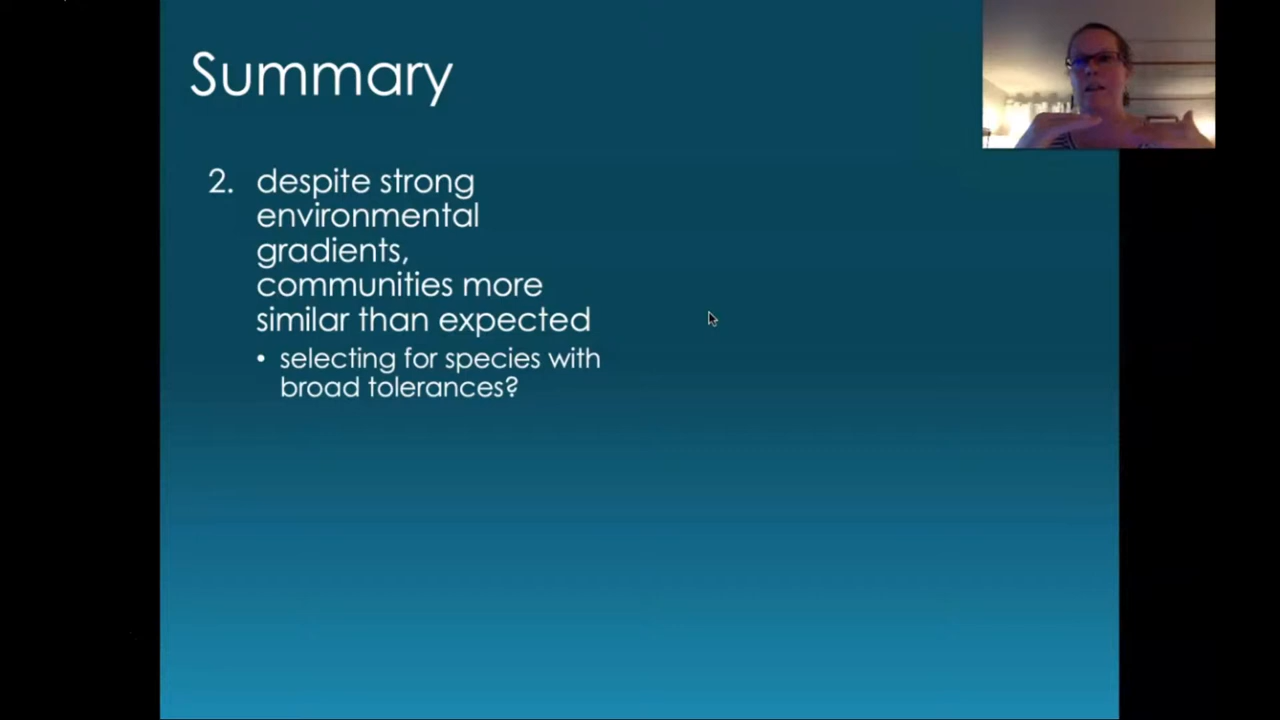 Summary
2. despite strong
environmental
gradients,
communities more
similar than expected
• selecting for species with
broad tolerances?